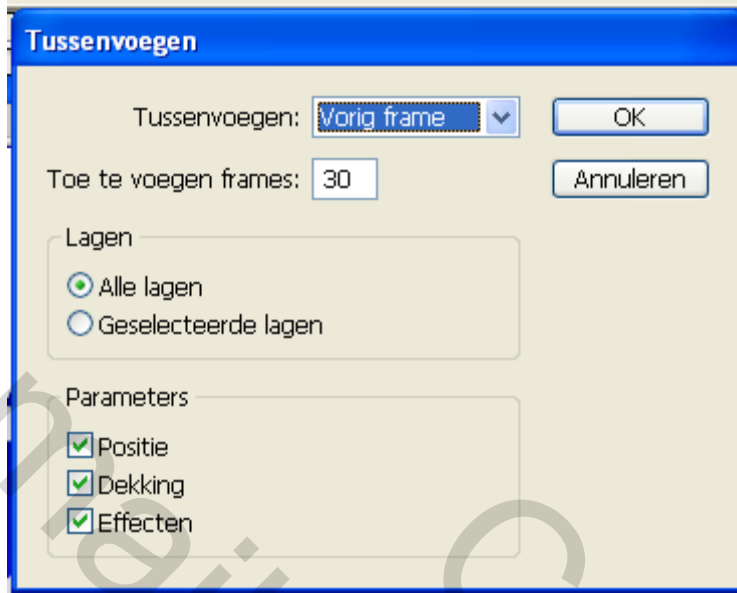 Tussenvoegen
Tussenvoegen: Vorig frame OK
Toe te voegen frames: 30 Annuleren
Lagen
Alle lagen
Geselecteerde lagen
Parameters
Positie
Dekking
Effecten